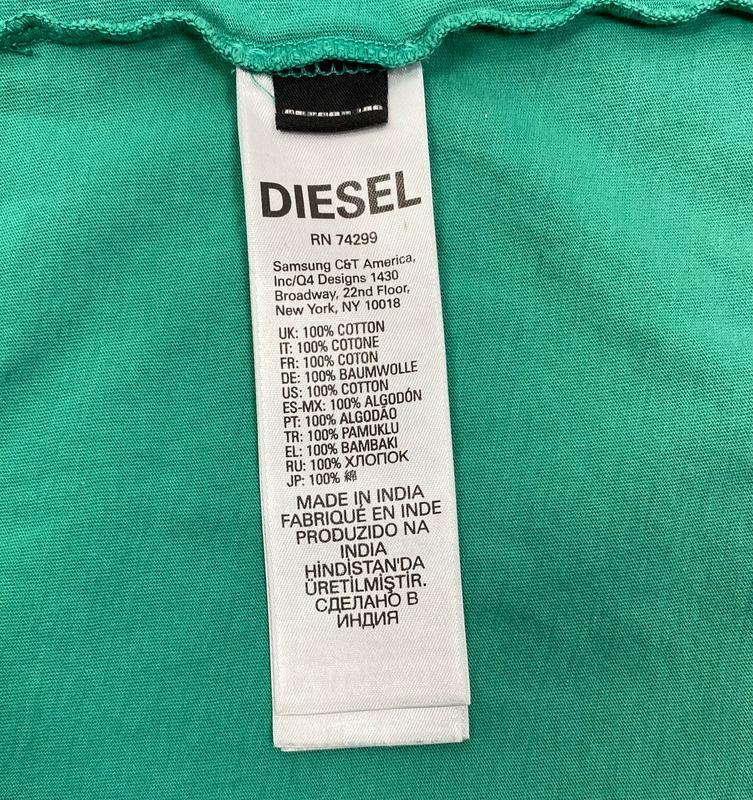 DIESEL
RN 74299
Samsung C&T America,
Inc/Q4 Designs 1430
Broadway, 22nd Floor,
New York, NY 10018
UK: 100% COTTON
IT: 100% COTONE
FR: 100% COTON
DE: 100% BAUMWOLLE
US: 100% COTTON
ES-MX: 100% ALGODÓN
PT: 100% ALGODÃO
TR: 100% PAMUKLU
EL: 100% BAMBAKI
RU: 100% ХЛОПОК
JP: 100% 綿
MADE IN INDIA
FABRIQUÉ EN INDE
PRODUZIDO NA
INDIA
HİNDİSTAN'DA
ÜRETİLMİŞTİR.
СДЕЛАНО В
ИНДИЯ